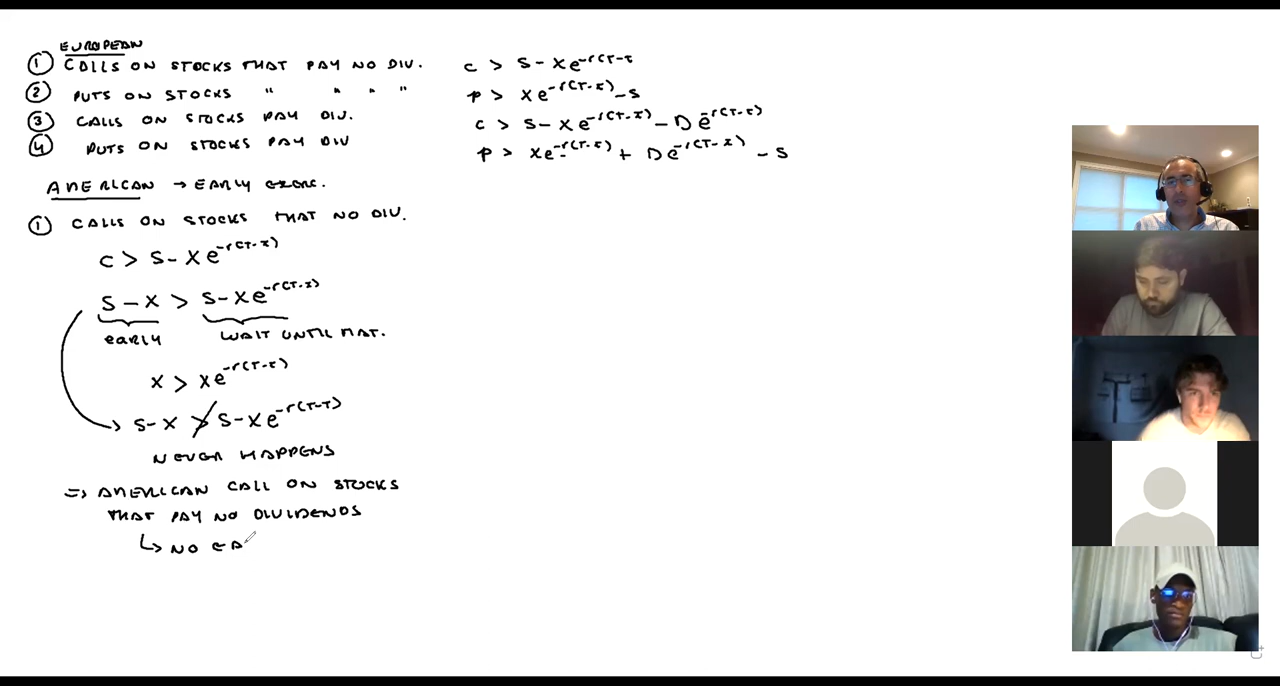 EUROPEAN
① CALLS ON STOCKS THAT PAY NO DIV. c > S - Xe^-r(T-t
② PUTS ON STOCKS " " " " p > Xe^-r(T-t) - S
③ CALLS ON STOCKS PAY DIV. c > S - Xe^-r(T-t) - De^-r(T-t)
④ PUTS ON STOCKS PAY DIV p > Xe^-r(T-t) + De^-r(T-t) - S
AMERICAN → EARLY EXERC.
① CALLS ON STOCKS THAT NO DIV.
c > S - Xe^-r(T-t)
S - X > S - Xe^-r(T-t)
early WAIT UNTIL MAT.
X > Xe^-r(T-t)
→ S - X ≯ S - Xe^-r(T-T)
NEVER HAPPENS
=> AMERICAN CALL ON STOCKS
THAT PAY NO DIVIDENDS
↳ NO EA